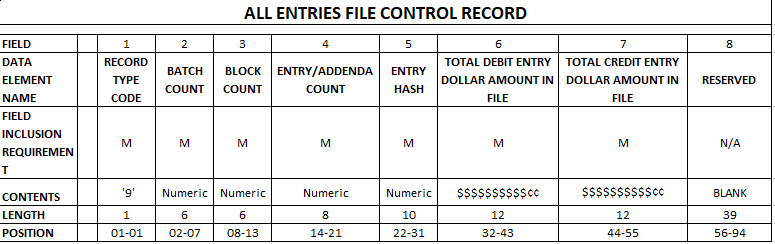 ALL ENTRIES FILE CONTROL RECORD
FIELD 1 2 3 4 5 6 7 8
DATA ELEMENT NAME RECORD TYPE CODE BATCH COUNT BLOCK COUNT ENTRY/ADDENDA COUNT ENTRY HASH TOTAL DEBIT ENTRY DOLLAR AMOUNT IN FILE TOTAL CREDIT ENTRY DOLLAR AMOUNT IN FILE RESERVED
FIELD INCLUSION REQUIREMEN T M M M M M M M N/A
CONTENTS '9' Numeric Numeric Numeric Numeric $$$$$$$$$$¢¢ $$$$$$$$$$¢¢ BLANK
LENGTH 1 6 6 8 10 12 12 39
POSITION 01-01 02-07 08-13 14-21 22-31 32-43 44-55 56-94